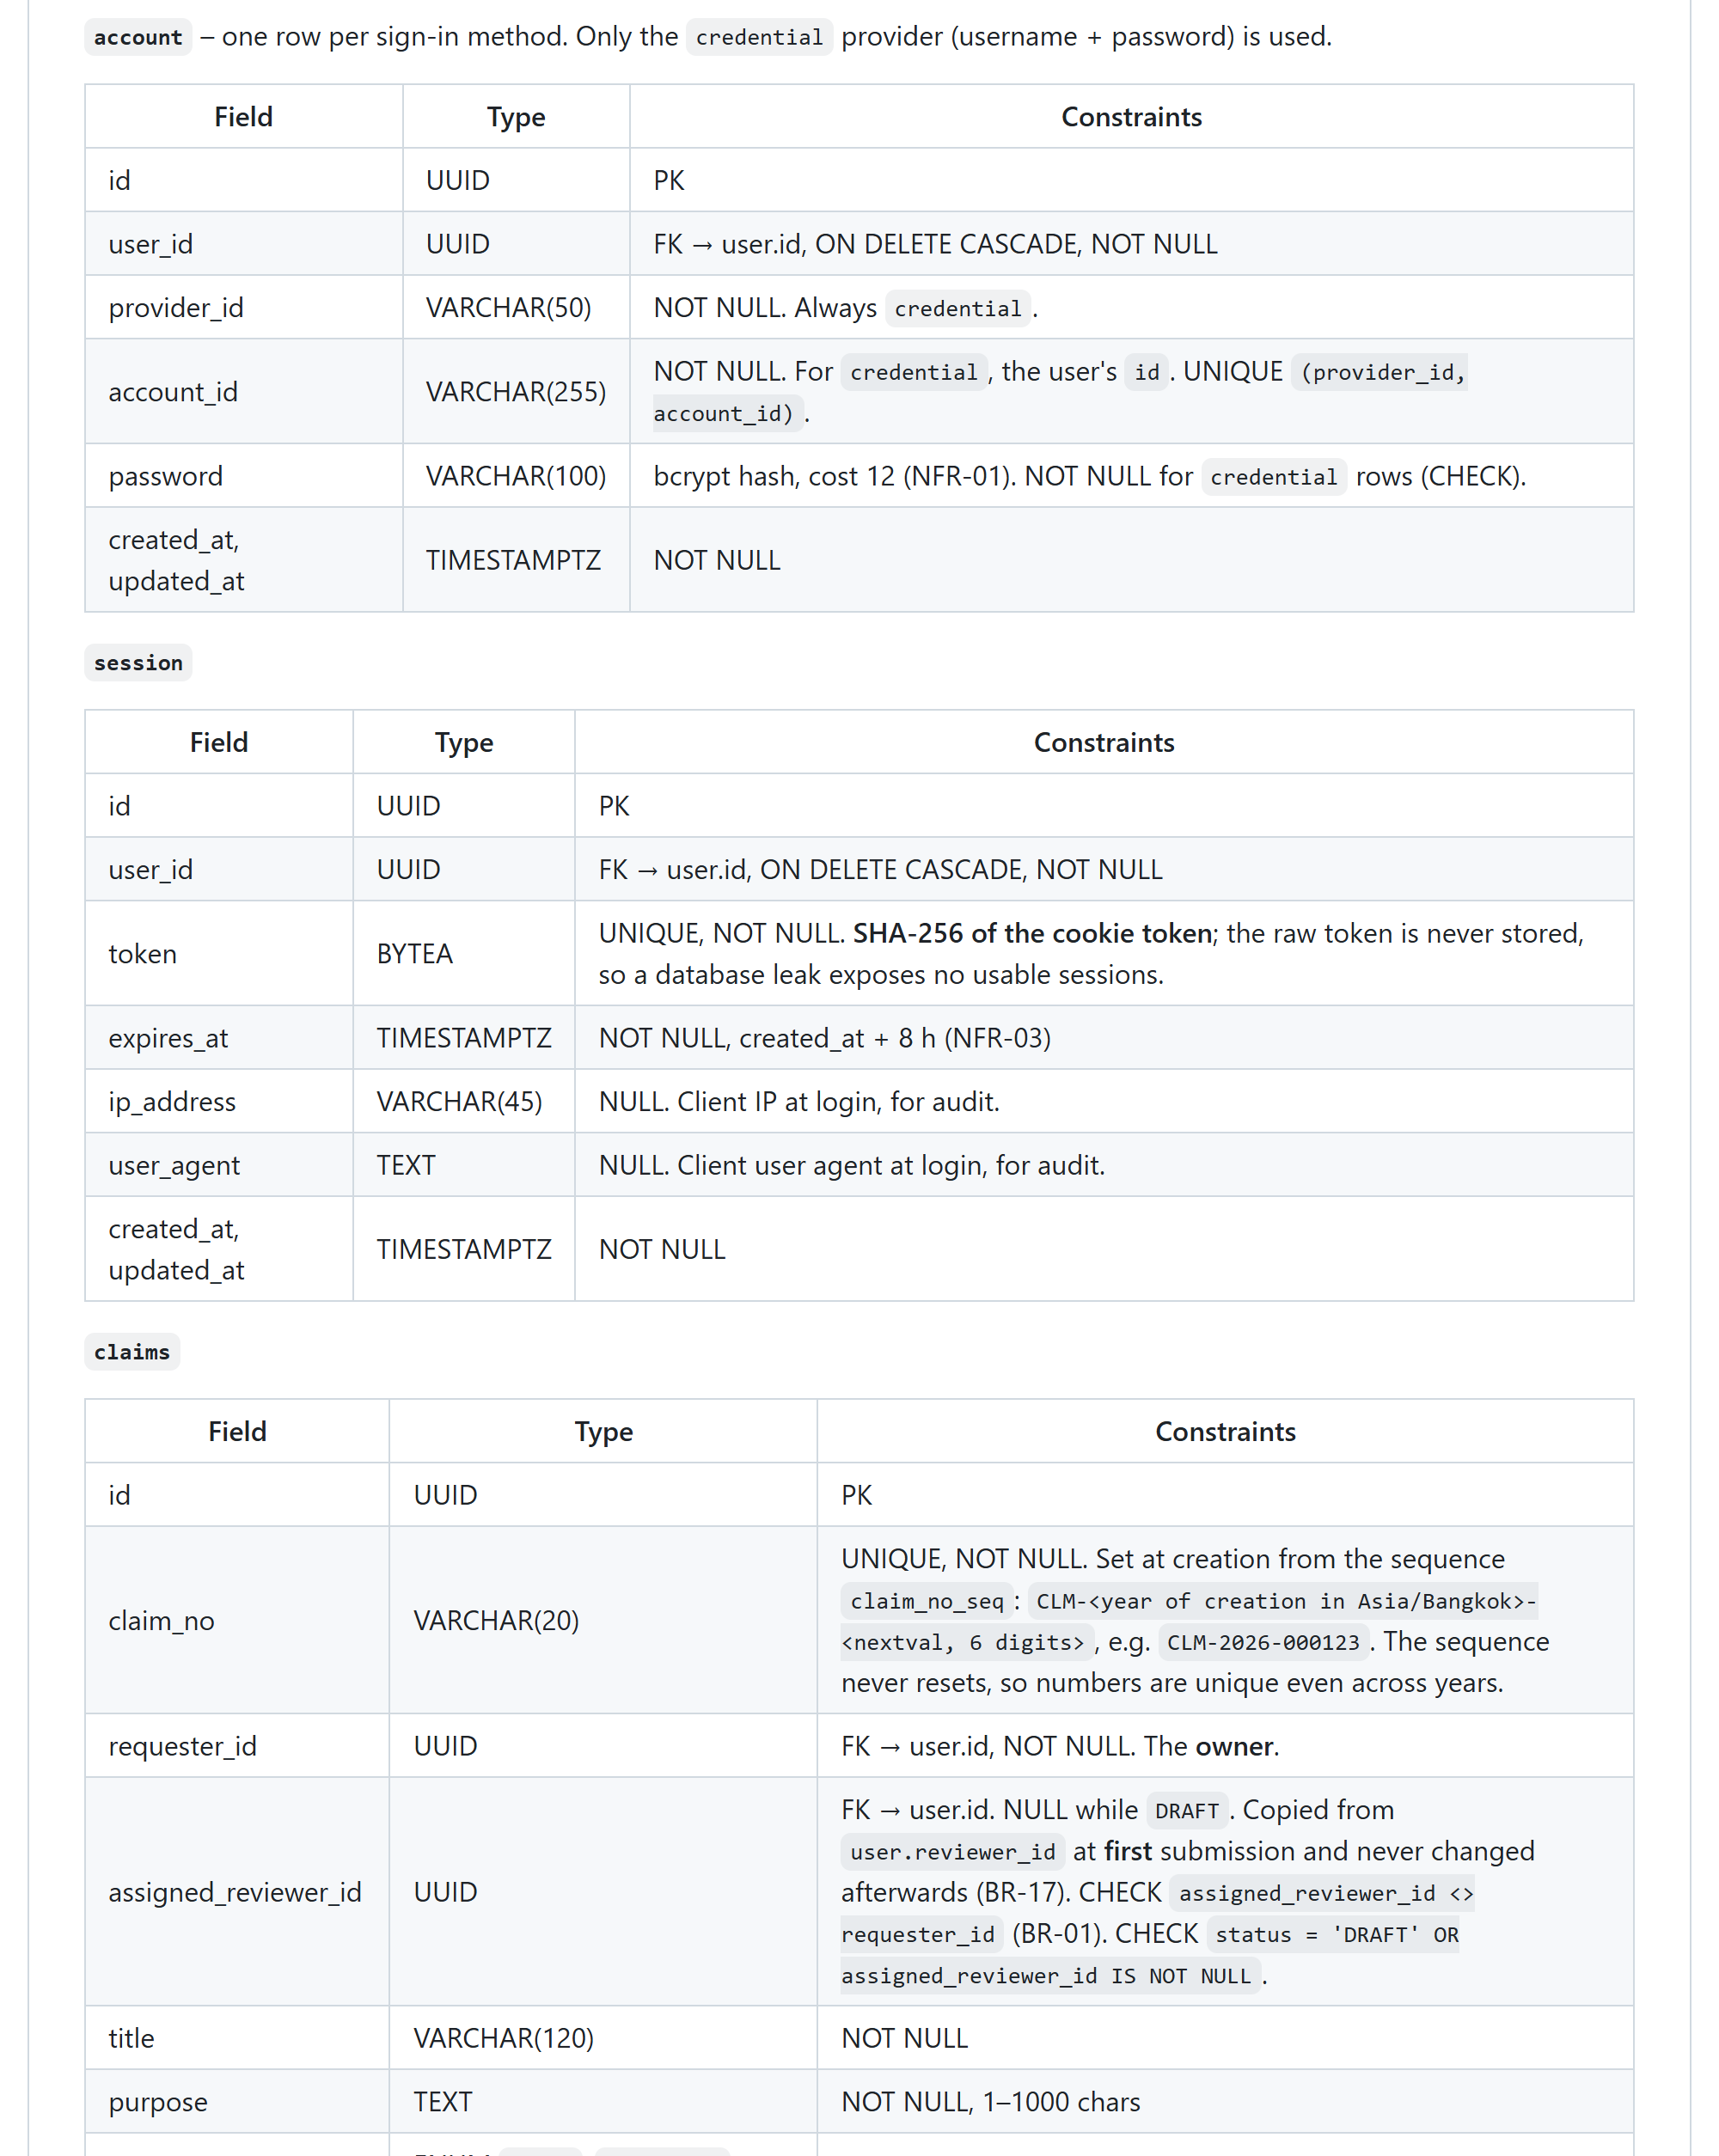 account – one row per sign-in method. Only the credential provider (username + password) is used.
Field Type Constraints
id UUID PK
user_id UUID FK → user.id, ON DELETE CASCADE, NOT NULL
provider_id VARCHAR(50) NOT NULL. Always credential.
account_id VARCHAR(255) NOT NULL. For credential, the user's id. UNIQUE (provider_id,
account_id).
password VARCHAR(100) bcrypt hash, cost 12 (NFR-01). NOT NULL for credential rows (CHECK).
created_at,
updated_at TIMESTAMPTZ NOT NULL
session
Field Type Constraints
id UUID PK
user_id UUID FK → user.id, ON DELETE CASCADE, NOT NULL
token BYTEA UNIQUE, NOT NULL. SHA-256 of the cookie token; the raw token is never stored,
so a database leak exposes no usable sessions.
expires_at TIMESTAMPTZ NOT NULL, created_at + 8 h (NFR-03)
ip_address VARCHAR(45) NULL. Client IP at login, for audit.
user_agent TEXT NULL. Client user agent at login, for audit.
created_at,
updated_at TIMESTAMPTZ NOT NULL
claims
Field Type Constraints
id UUID PK
claim_no VARCHAR(20) UNIQUE, NOT NULL. Set at creation from the sequence
claim_no_seq: CLM-<year of creation in Asia/Bangkok>-
<nextval, 6 digits>, e.g. CLM-2026-000123. The sequence
never resets, so numbers are unique even across years.
requester_id UUID FK → user.id, NOT NULL. The owner.
assigned_reviewer_id UUID FK → user.id. NULL while DRAFT. Copied from
user.reviewer_id at first submission and never changed
afterwards (BR-17). CHECK assigned_reviewer_id <>
requester_id (BR-01). CHECK status = 'DRAFT' OR
assigned_reviewer_id IS NOT NULL.
title VARCHAR(120) NOT NULL
purpose TEXT NOT NULL, 1–1000 chars